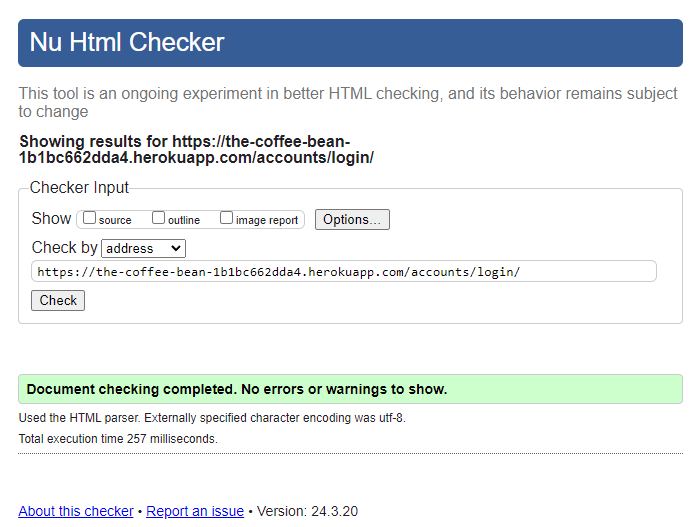 Nu Html Checker
This tool is an ongoing experiment in better HTML checking, and its behavior remains subject
to change
Showing results for https://the-coffee-bean-
1b1bc662dda4.herokuapp.com/accounts/login/
Checker Input
Show source outline image report Options...
Check by address
https://the-coffee-bean-1b1bc662dda4.herokuapp.com/accounts/login/
Check
Document checking completed. No errors or warnings to show.
Used the HTML parser. Externally specified character encoding was utf-8.
Total execution time 257 milliseconds.
About this checker • Report an issue • Version: 24.3.20